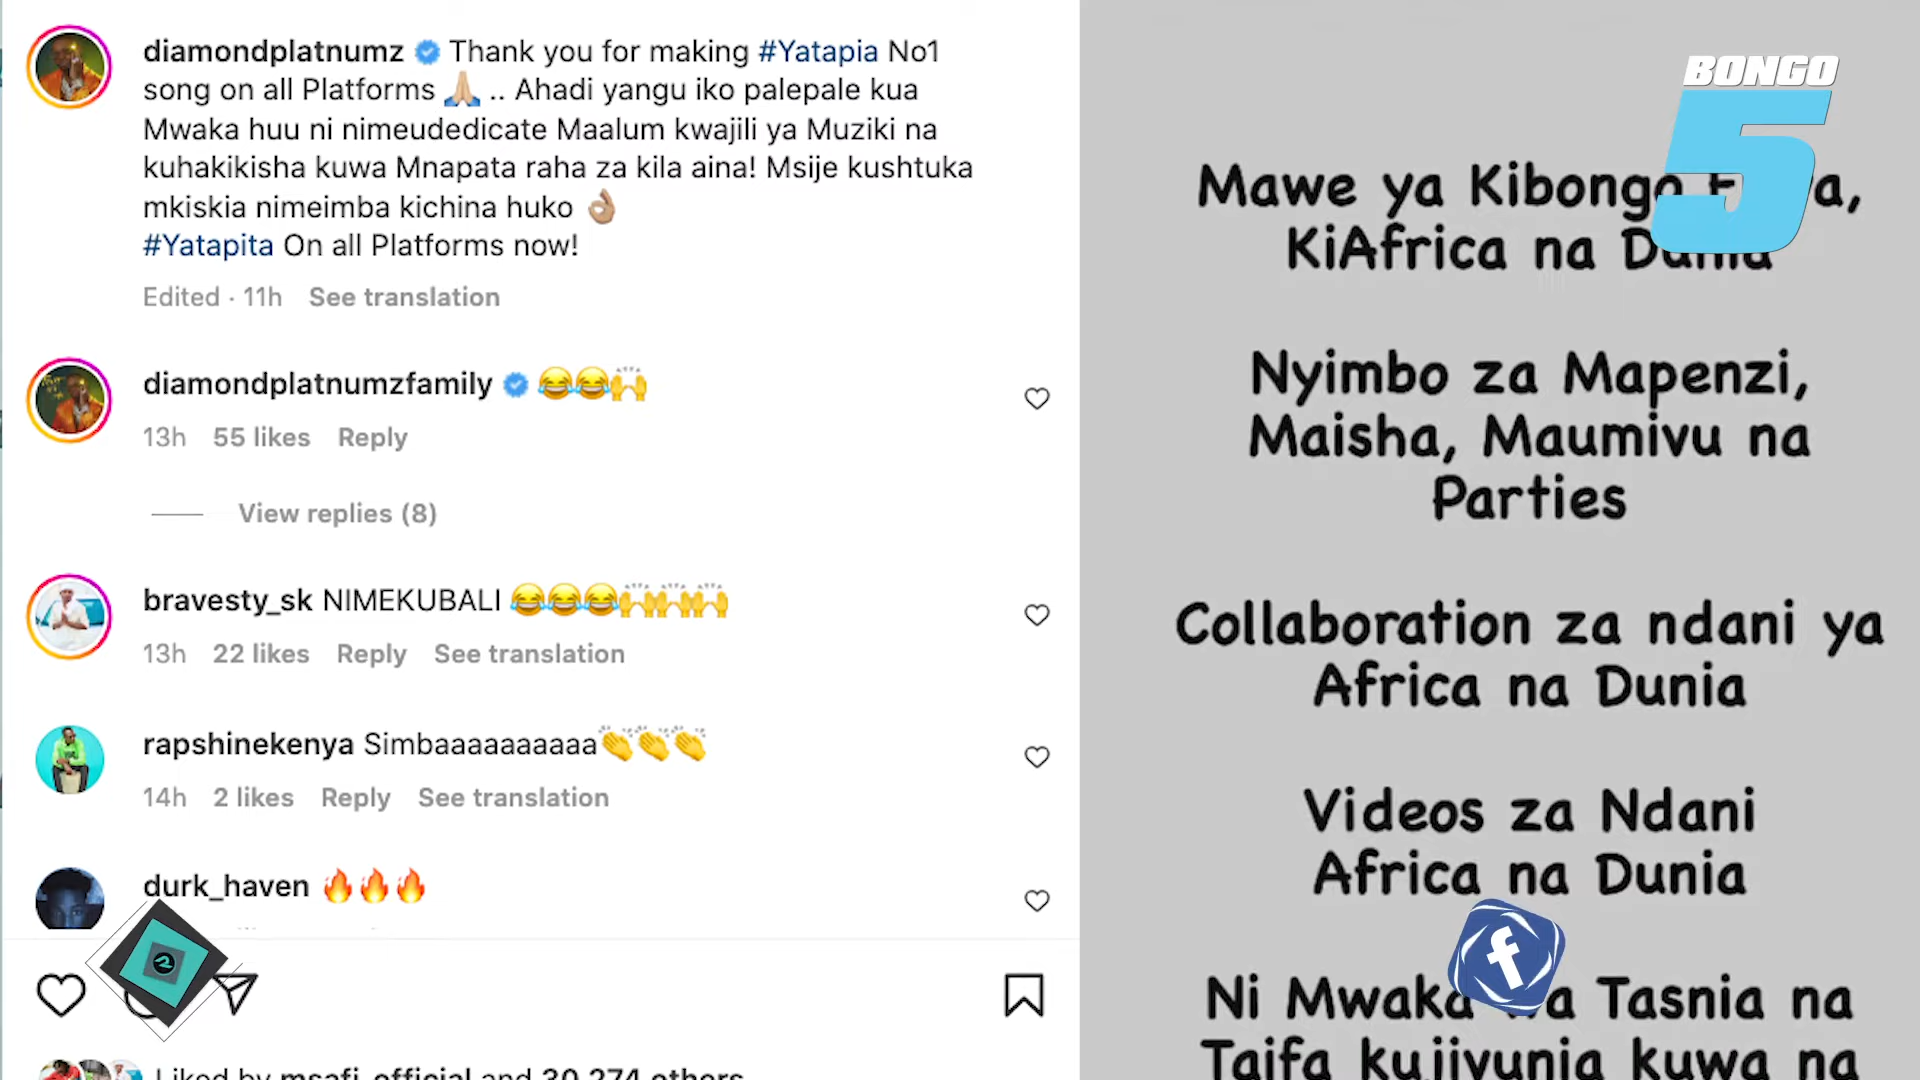 diamondplatnumz Thank you for making #Yatapia No1
song on all Platforms 🙏🏼 .. Ahadi yangu iko palepale kua
Mwaka huu ni nimeudedicate Maalum kwajili ya Muziki na
kuhakikisha kuwa Mnapata raha za kila aina! Msije kushtuka
mkiskia nimeimba kichina huko 👌🏽
#Yatapita On all Platforms now!
Edited · 11h See translation
diamondplatnumzfamily 😂😂🙌
13h 55 likes Reply
View replies (8)
bravesty_sk NIMEKUBALI 😂😂😂🙌🙌🙌
13h 22 likes Reply See translation
rapshinekenya Simbaaaaaaaaaa👏👏👏
14h 2 likes Reply See translation
durk_haven 🔥🔥🔥
Liked by msafi_official and 30,274 others
BONGO
5
Mawe ya Kibongo
KiAfrica na Dunia
Nyimbo za Mapenzi,
Maisha, Maumivu na
Parties
Collaboration za ndani ya
Africa na Dunia
Videos za Ndani
Africa na Dunia
Ni Mwaka wa Tasnia na
Taifa kujivunia kuwa na